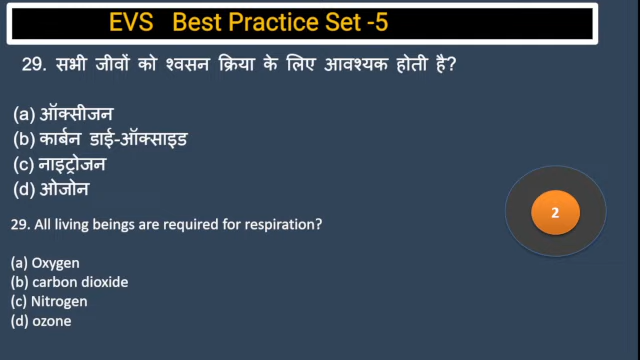 EVS Best Practice Set -5
29. सभी जीवों को श्वसन क्रिया के लिए आवश्यक होती है?
(a) ऑक्सीजन
(b) कार्बन डाई-ऑक्साइड
(c) नाइट्रोजन
(d) ओजोन
29. All living beings are required for respiration?
(a) Oxygen
(b) carbon dioxide
(c) Nitrogen
(d) ozone
2